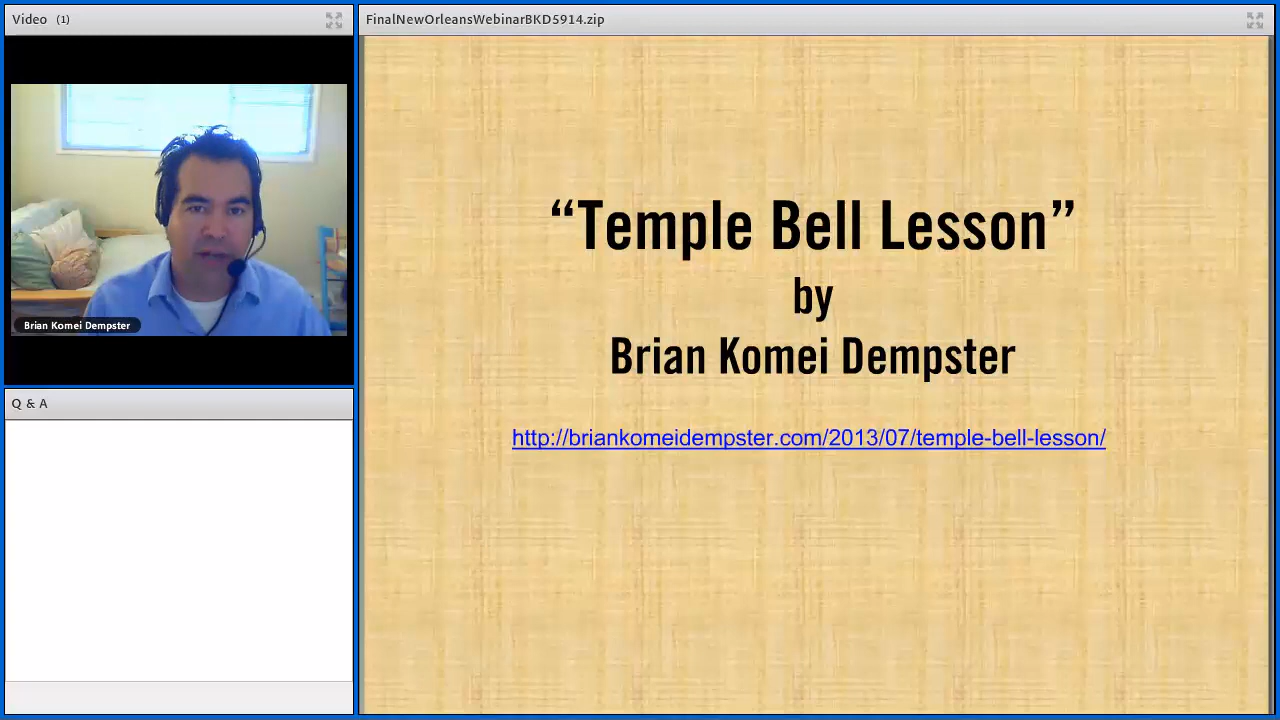 Video (1)
Brian Komei Dempster
Q & A
FinalNewOrleansWebinarBKD5914.zip
“Temple Bell Lesson”
by
Brian Komei Dempster
http://briankomeidempster.com/2013/07/temple-bell-lesson/